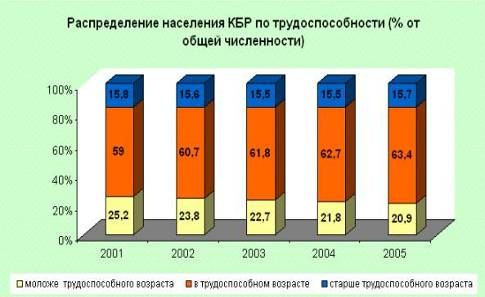 Распределение населения КБР по трудоспособности (% от
общей численности)
100%
80%
60%
40%
20%
0%
15,8 15,6 15,5 15,5 15,7
59 60,7 61,8 62,7 63,4
25,2 23,8 22,7 21,8 20,9
2001 2002 2003 2004 2005
моложе трудоспособного возраста в трудоспособном возрасте старше трудоспособного возраста